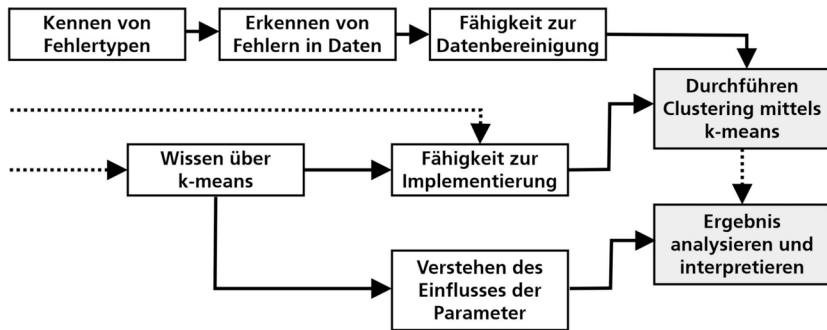 Kennen von
Fehlertypen
Erkennen von
Fehlern in Daten
Fähigkeit zur
Datenbereinigung
Durchführen
Clustering mittels
k-means
Wissen über
k-means
Fähigkeit zur
Implementierung
Ergebnis
analysieren und
interpretieren
Verstehen des
Einflusses der
Parameter